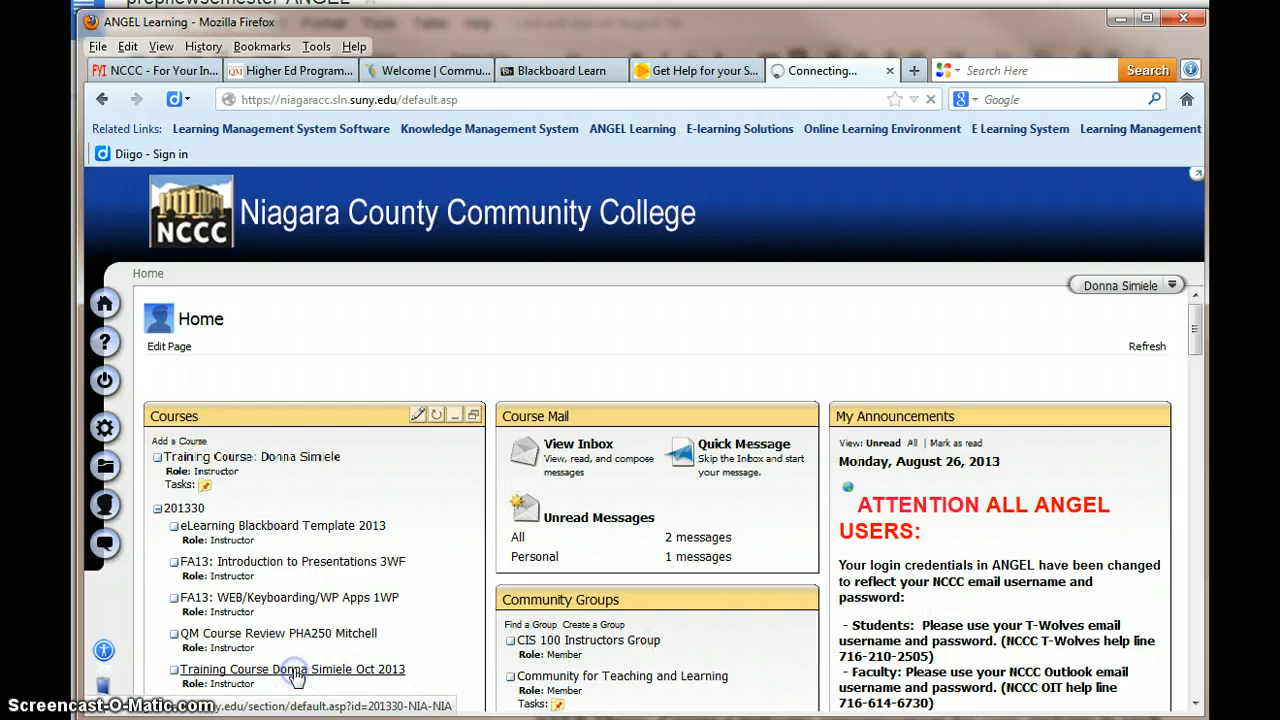 prepnewsemester-ANGEL
ANGEL Learning - Mozilla Firefox
File Edit View History Bookmarks Tools Help
FYI NCCC - For Your In... QM Higher Ed Program... Welcome | Commu... Bb Blackboard Learn Get Help for your S... Connecting... Search Here Search
https://niagaracc.sln.suny.edu/default.asp Google
Related Links: Learning Management System Software Knowledge Management System ANGEL Learning E-learning Solutions Online Learning Environment E Learning System Learning Management
Diigo - Sign in
NCCC Niagara County Community College
Home
Donna Simiele
Home
Edit Page Refresh
Courses
Add a Course
Training Course: Donna Simiele
Role: Instructor
Tasks:
201330
eLearning Blackboard Template 2013
Role: Instructor
FA13: Introduction to Presentations 3WF
Role: Instructor
FA13: WEB/Keyboarding/WP Apps 1WP
Role: Instructor
QM Course Review PHA250 Mitchell
Role: Instructor
Training Course Donna Simiele Oct 2013
Role: Instructor
Course Mail
View Inbox
View, read, and compose
messages
Quick Message
Skip the Inbox and start
your message.
Unread Messages
All 2 messages
Personal 1 messages
Community Groups
Find a Group Create a Group
CIS 100 Instructors Group
Role: Member
Community for Teaching and Learning
Role: Member
Tasks:
My Announcements
View: Unread All | Mark as read
Monday, August 26, 2013
ATTENTION ALL ANGEL
USERS:
Your login credentials in ANGEL have been changed
to reflect your NCCC email username and
password:
- Students: Please use your T-Wolves email
username and password. (NCCC T-Wolves help line
716-210-2505)
- Faculty: Please use your NCCC Outlook email
username and password. (NCCC OIT help line
716-614-6730)
Screencast-O-Matic.com
y.edu/section/default.asp?id=201330-NIA-NIA